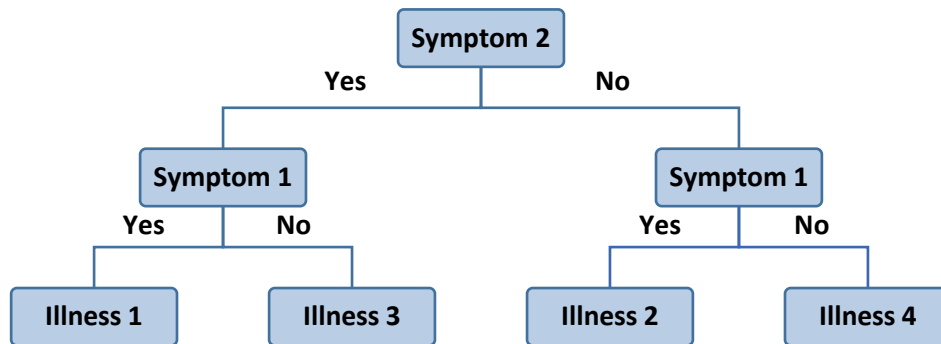 Symptom 2
Yes No
Symptom 1 Symptom 1
Yes No Yes No
Illness 1 Illness 3 Illness 2 Illness 4